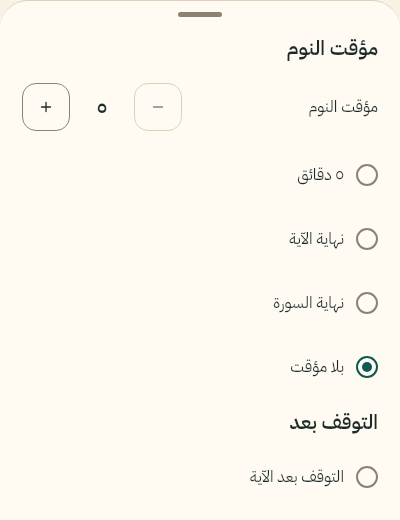 مؤقت النوم
مؤقت النوم
−
٥
+
٥ دقائق
نهاية الآية
نهاية السورة
بلا مؤقت
التوقف بعد
التوقف بعد الآية